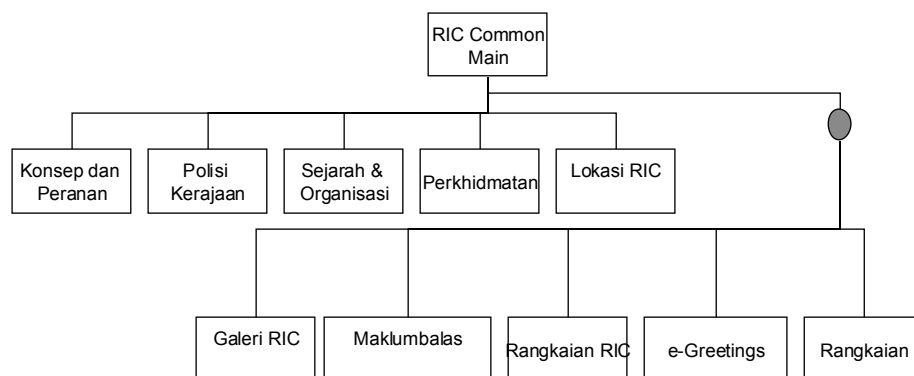 RIC Common
Main
Konsep dan
Peranan
Polisi
Kerajaan
Sejarah &
Organisasi
Perkhidmatan
Lokasi RIC
Galeri RIC
Maklumbalas
Rangkaian RIC
e-Greetings
Rangkaian